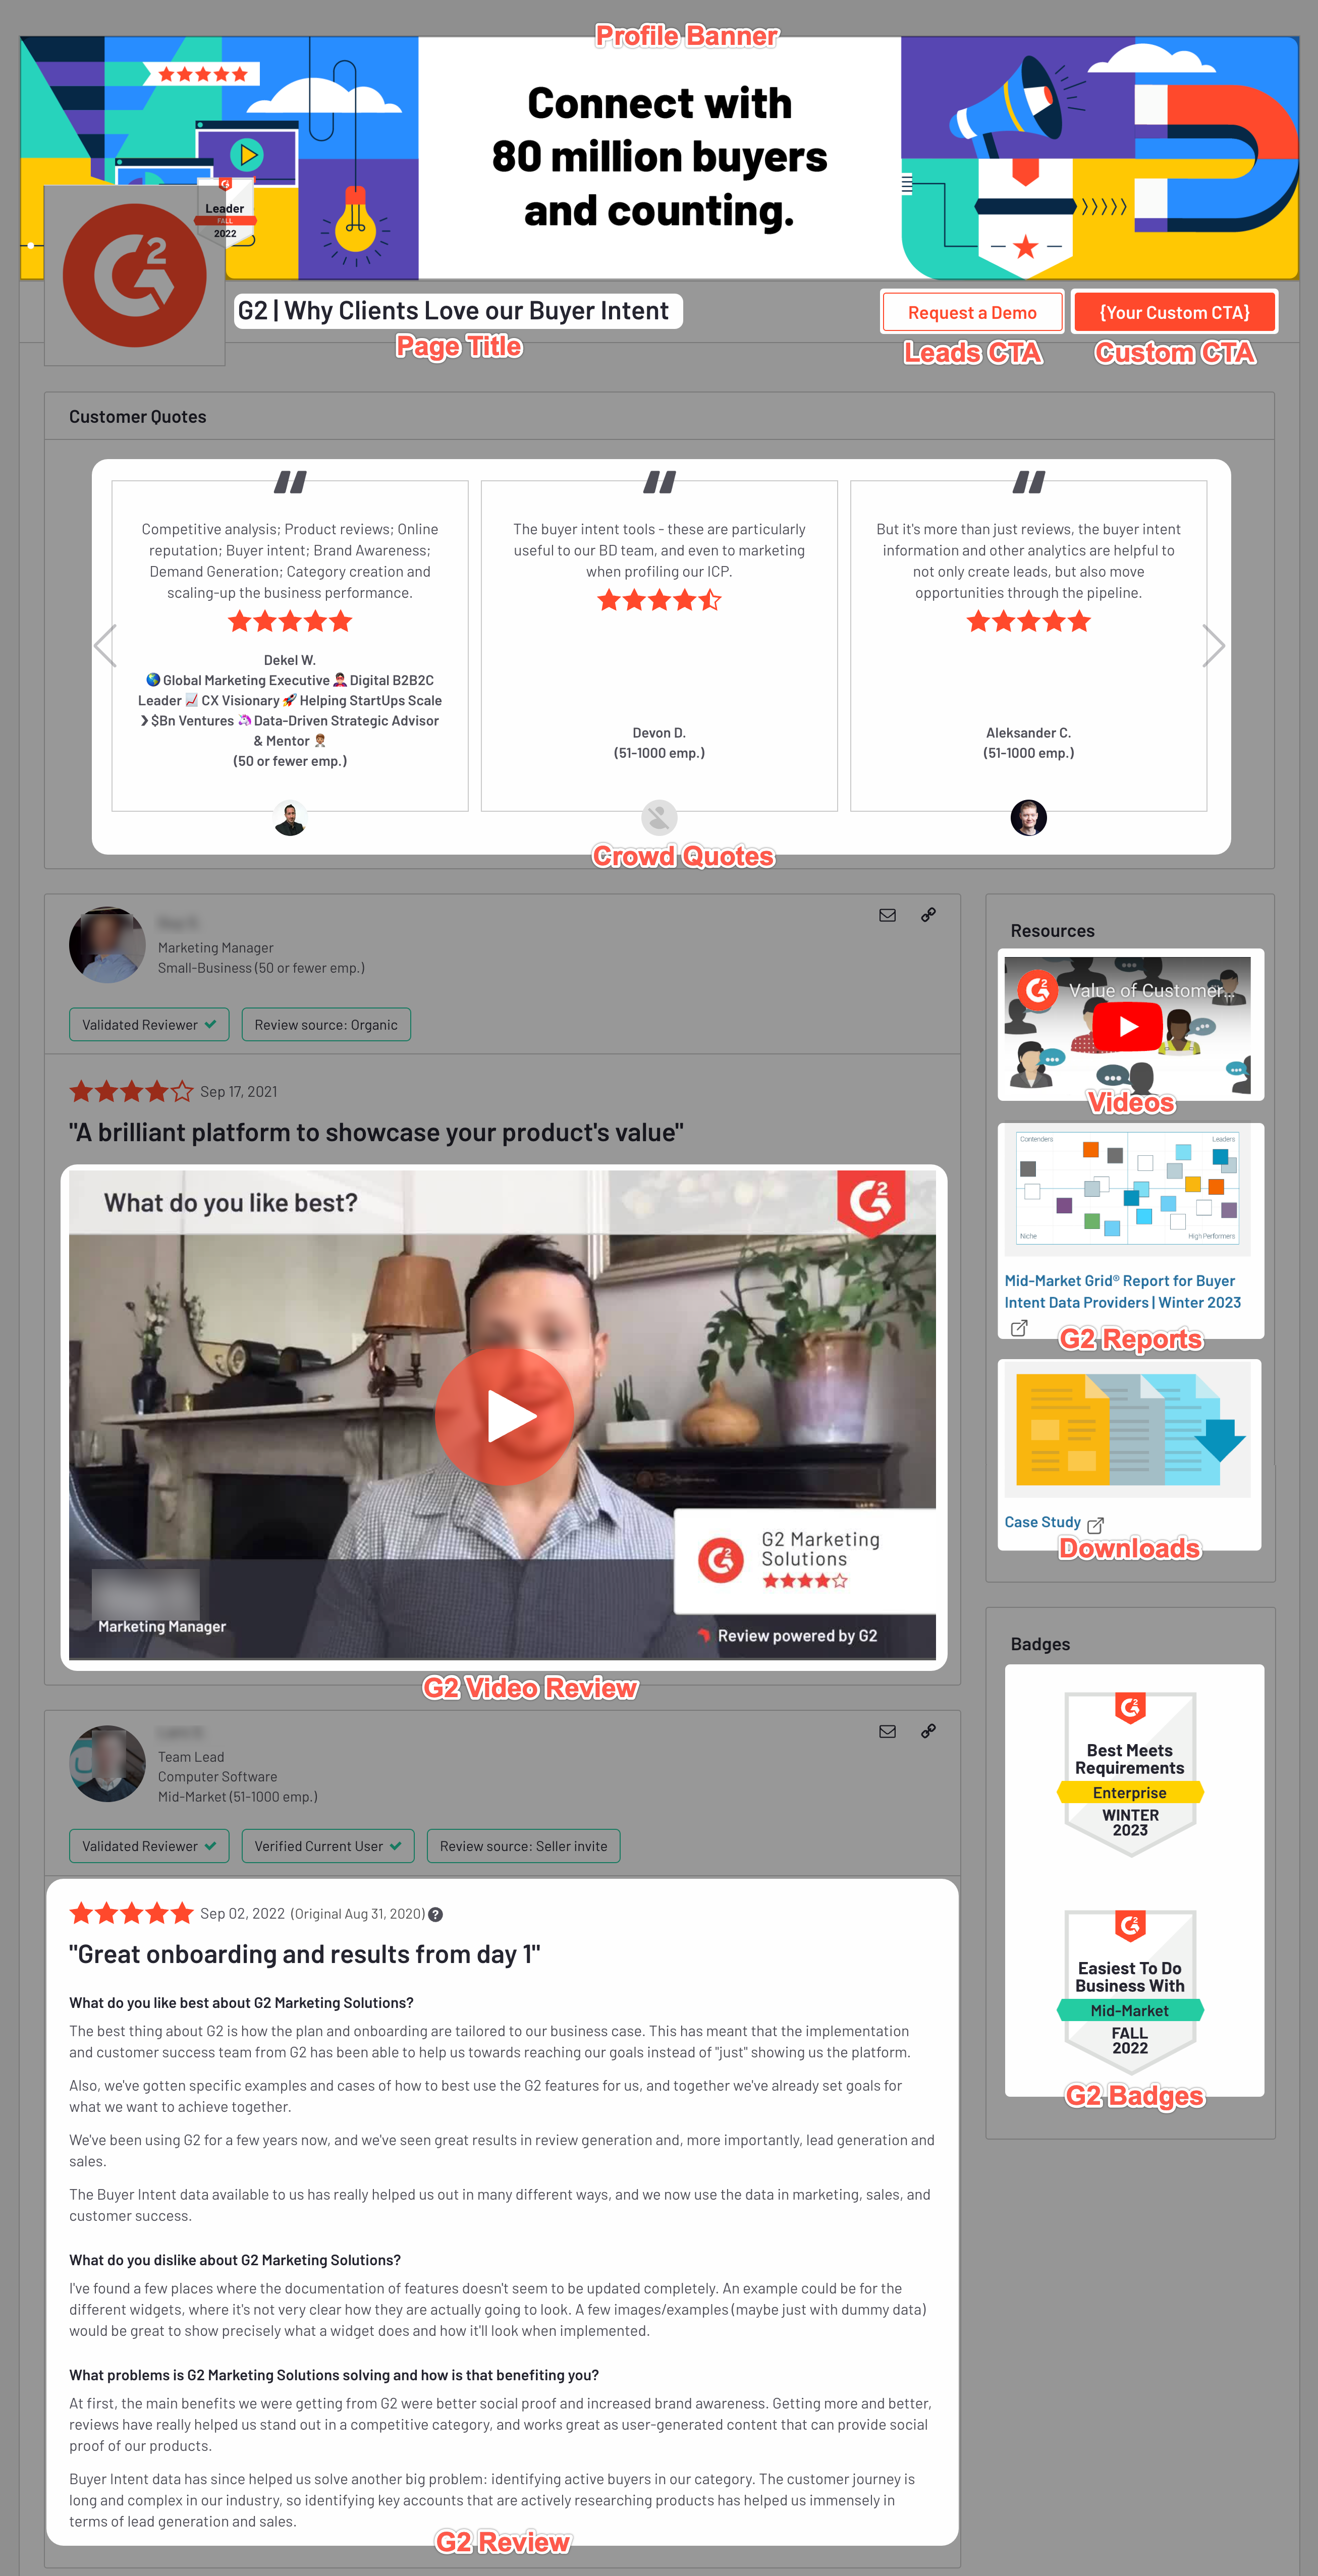 Profile Banner
Connect with
80 million buyers
and counting.
Leader
FALL
2022
G2 | Why Clients Love our Buyer Intent
Page Title
Request a Demo
{Your Custom CTA}
Leads CTA
Custom CTA
Customer Quotes
Competitive analysis; Product reviews; Online
reputation; Buyer intent; Brand Awareness;
Demand Generation; Category creation and
scaling-up the business performance.
Dekel W.
🌎 Global Marketing Executive 🦸 Digital B2B2C
Leader 📈 CX Visionary 🚀 Helping StartUps Scale
❯ $Bn Ventures 🦄 Data-Driven Strategic Advisor
& Mentor
(50 or fewer emp.)
The buyer intent tools - these are particularly
useful to our BD team, and even to marketing
when profiling our ICP.
Devon D.
(51-1000 emp.)
But it's more than just reviews, the buyer intent
information and other analytics are helpful to
not only create leads, but also move
opportunities through the pipeline.
Aleksander C.
(51-1000 emp.)
Crowd Quotes
Marketing Manager
Small-Business (50 or fewer emp.)
Validated Reviewer
Review source: Organic
Sep 17, 2021
"A brilliant platform to showcase your product's value"
What do you like best?
G2 Marketing
Solutions
Marketing Manager
Review powered by G2
G2 Video Review
Resources
Value of Customer...
Videos
Contenders
Leaders
Niche
High Performers
Mid-Market Grid® Report for Buyer
Intent Data Providers | Winter 2023
G2 Reports
Case Study
Downloads
Badges
Best Meets
Requirements
Enterprise
WINTER
2023
Easiest To Do
Business With
Mid-Market
FALL
2022
G2 Badges
Team Lead
Computer Software
Mid-Market (51-1000 emp.)
Validated Reviewer
Verified Current User
Review source: Seller invite
Sep 02, 2022 (Original Aug 31, 2020) ?
"Great onboarding and results from day 1"
What do you like best about G2 Marketing Solutions?
The best thing about G2 is how the plan and onboarding are tailored to our business case. This has meant that the implementation
and customer success team from G2 has been able to help us towards reaching our goals instead of "just" showing us the platform.
Also, we've gotten specific examples and cases of how to best use the G2 features for us, and together we've already set goals for
what we want to achieve together.
We've been using G2 for a few years now, and we've seen great results in review generation and, more importantly, lead generation and
sales.
The Buyer Intent data available to us has really helped us out in many different ways, and we now use the data in marketing, sales, and
customer success.
What do you dislike about G2 Marketing Solutions?
I've found a few places where the documentation of features doesn't seem to be updated completely. An example could be for the
different widgets, where it's not very clear how they are actually going to look. A few images/examples (maybe just with dummy data)
would be great to show precisely what a widget does and how it'll look when implemented.
What problems is G2 Marketing Solutions solving and how is that benefiting you?
At first, the main benefits we were getting from G2 were better social proof and increased brand awareness. Getting more and better,
reviews have really helped us stand out in a competitive category, and works great as user-generated content that can provide social
proof of our products.
Buyer Intent data has since helped us solve another big problem: identifying active buyers in our category. The customer journey is
long and complex in our industry, so identifying key accounts that are actively researching products has helped us immensely in
terms of lead generation and sales.
G2 Review